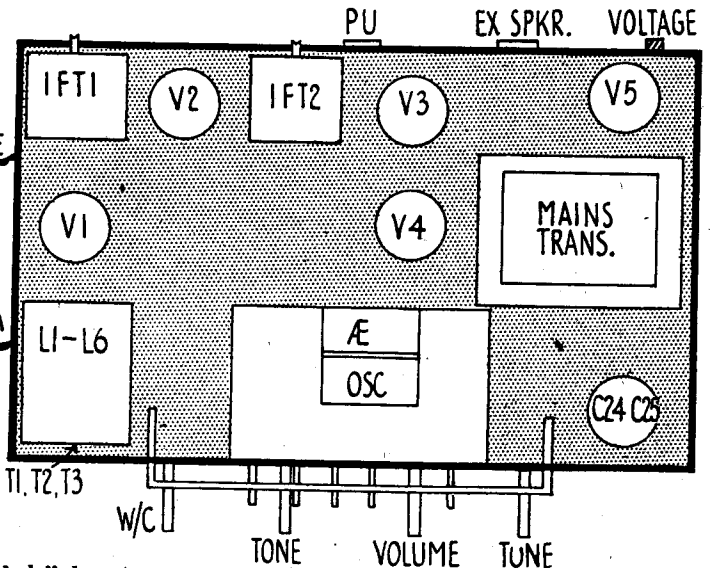 PU
EX SPKR.
VOLTAGE
IFT1
V2
IFT2
V3
V5
V1
V4
MAINS
TRANS.
L1-L6
Æ
OSC
C24 C25
T1, T2, T3
W/C
TONE
VOLUME
TUNE